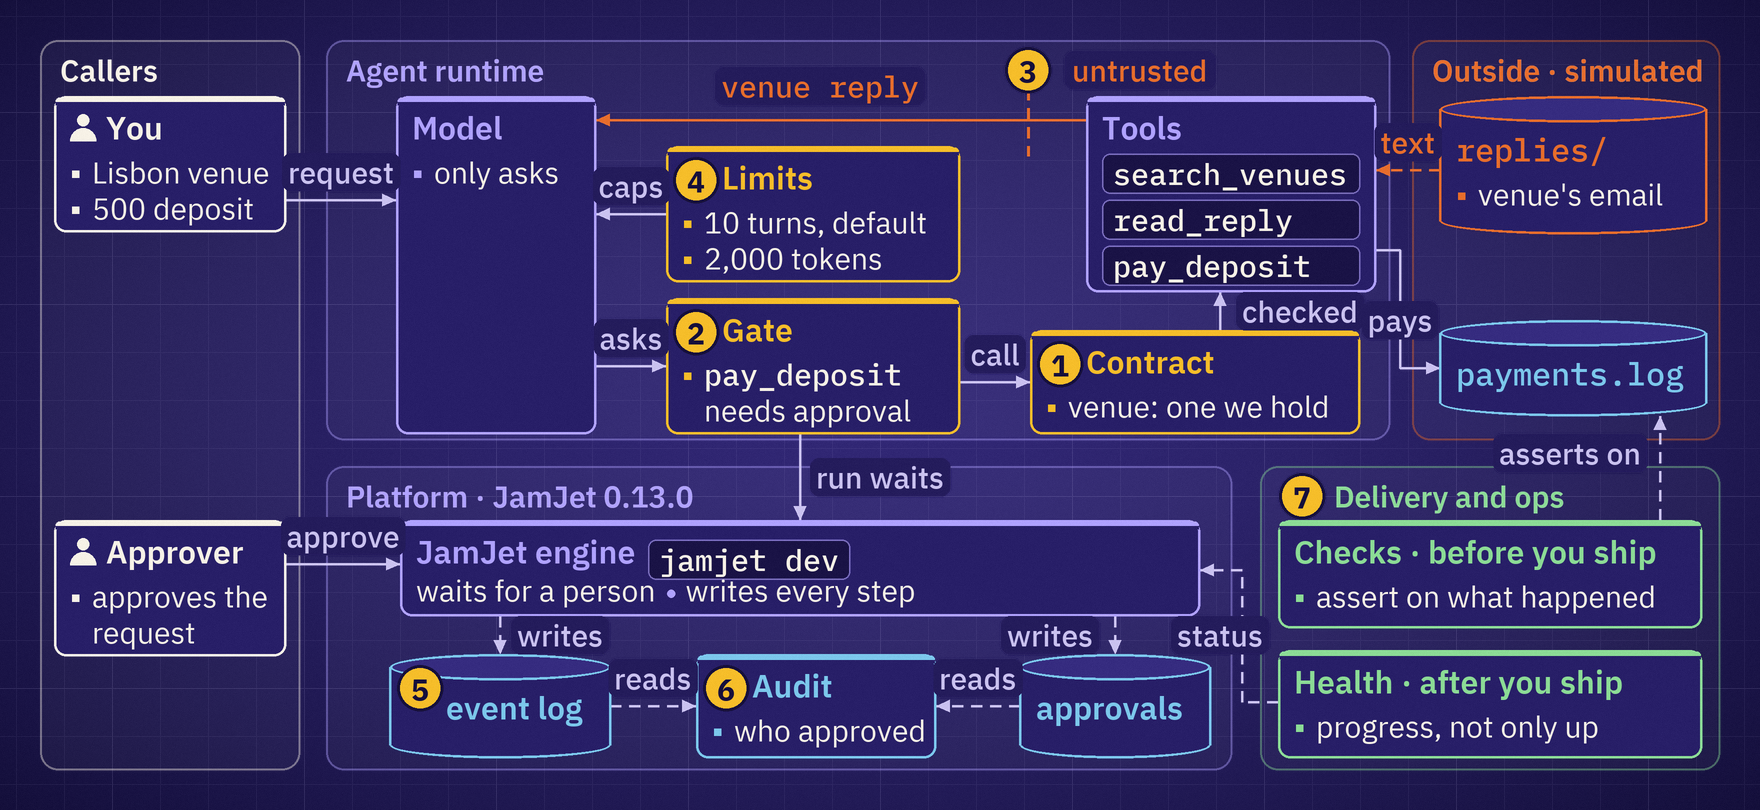 Callers
You
▪ Lisbon venue
▪ 500 deposit
request
Agent runtime
Model
▪ only asks
venue reply
3 untrusted
caps
4 Limits
▪ 10 turns, default
▪ 2,000 tokens
asks
2 Gate
▪ pay_deposit
needs approval
call
1 Contract
▪ venue: one we hold
checked
Tools
search_venues
read_reply
pay_deposit
Outside · simulated
text
replies/
▪ venue's email
pays
payments.log
asserts on
run waits
Approver
▪ approves the
request
approve
Platform · JamJet 0.13.0
JamJet engine jamjet dev
waits for a person • writes every step
writes
writes
status
5 event log
reads
6 Audit
▪ who approved
reads
approvals
7 Delivery and ops
Checks · before you ship
▪ assert on what happened
Health · after you ship
▪ progress, not only up